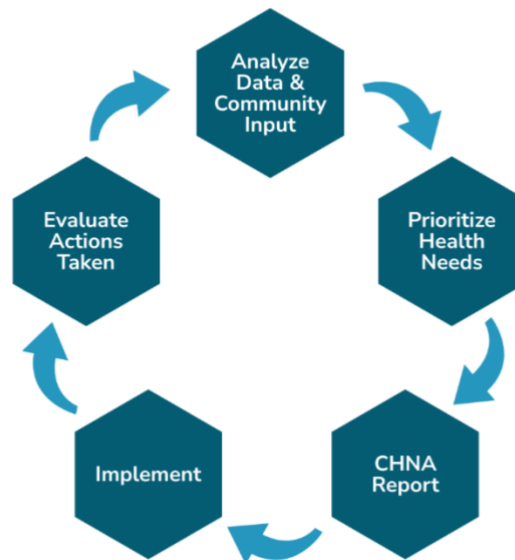 Analyze
Data &
Community
Input
Prioritize
Health
Needs
CHNA
Report
Implement
Evaluate
Actions
Taken